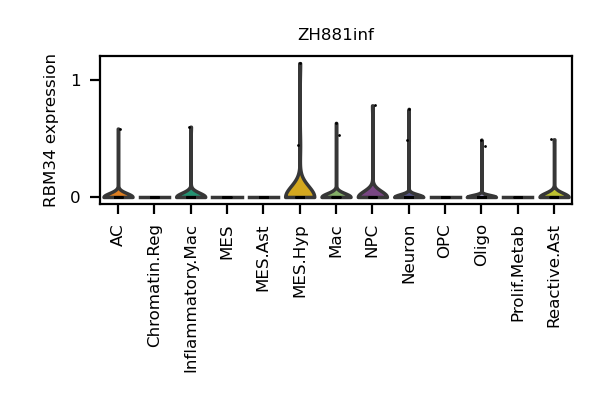 ZH881inf
RBM34 expression
1
0
AC
Chromatin.Reg
Inflammatory.Mac
MES
MES.Ast
MES.Hyp
Mac
NPC
Neuron
OPC
Oligo
Prolif.Metab
Reactive.Ast